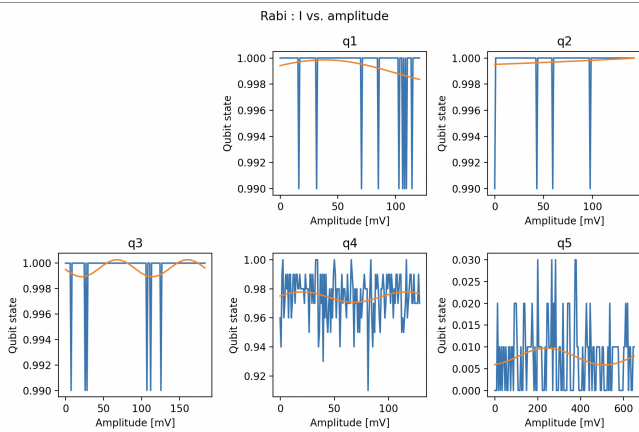 Rabi : I vs. amplitude
q1
q2
1.000
0.998
0.996
0.994
0.992
0.990
Qubit state
0 50 100
Amplitude [mV]
1.000
0.998
0.996
0.994
0.992
0.990
Qubit state
0 50 100
Amplitude [mV]
q3
q4
q5
1.000
0.998
0.996
0.994
0.992
0.990
Qubit state
0 50 100 150
Amplitude [mV]
1.00
0.98
0.96
0.94
0.92
Qubit state
0 50 100
Amplitude [mV]
0.030
0.025
0.020
0.015
0.010
0.005
0.000
Qubit state
0 200 400 600
Amplitude [mV]